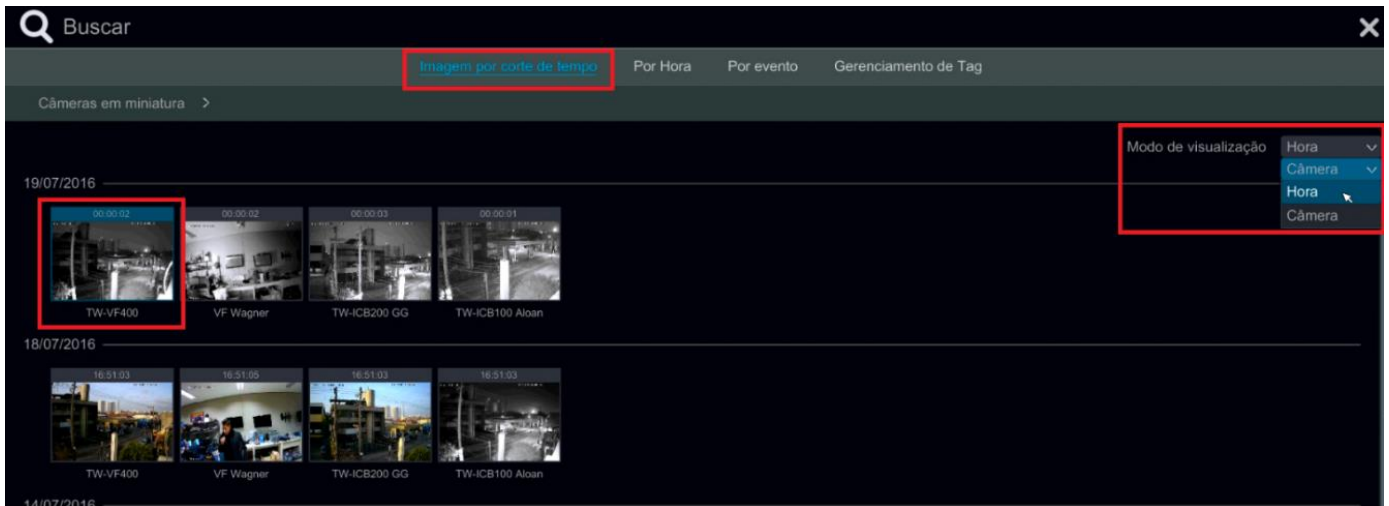 Buscar
Imagem por corte de tempo Por Hora Por evento Gerenciamento de Tag
Câmeras em miniatura >
Modo de visualização Hora
Câmera
Hora
Câmera
19/07/2016
00:00:02 00:00:02 00:00:03 00:00:01
TW-VF400 VF Wagner TW-ICB200 GG TW-ICB100 Aloan
18/07/2016
16:51:03 16:51:05 16:51:03 16:51:03
TW-VF400 VF Wagner TW-ICB200 GG TW-ICB100 Aloan
14/07/2016